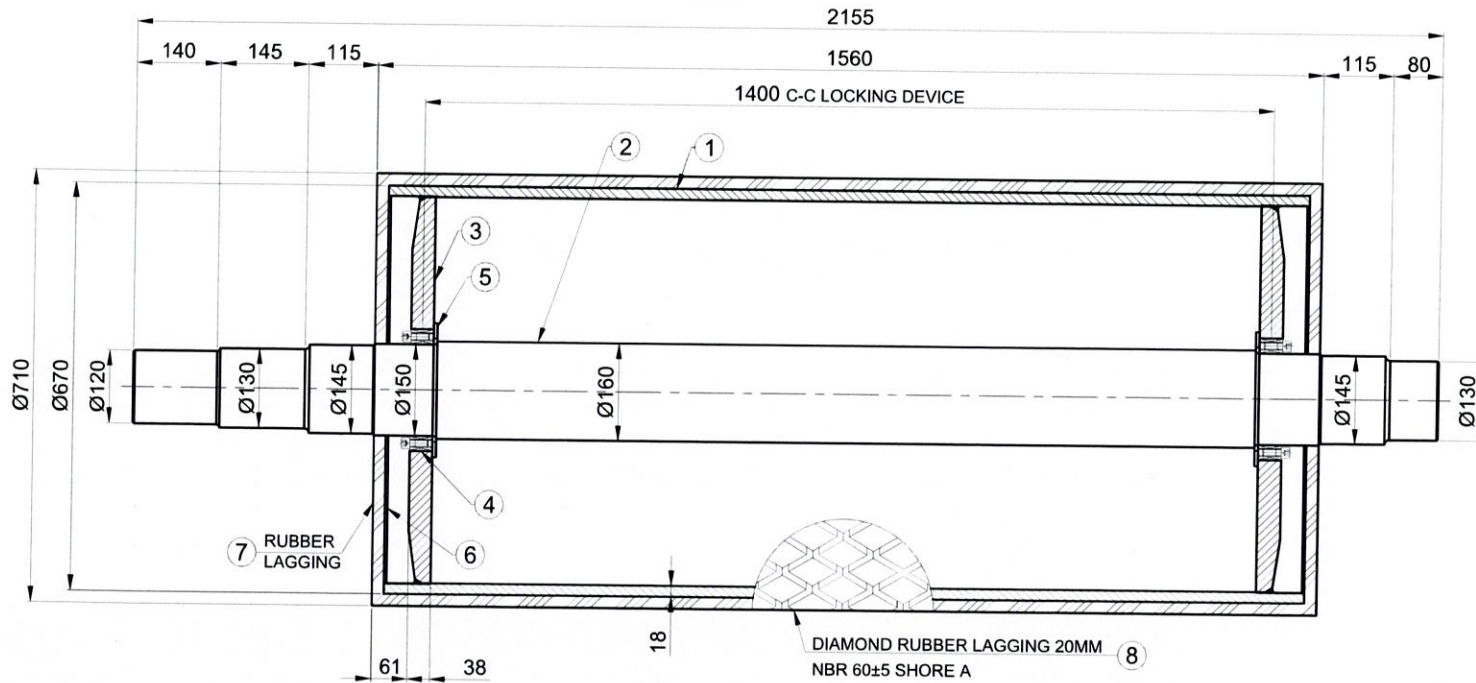 2155
140
145
115
1560
115
80
1400 C-C LOCKING DEVICE
2
1
3
5
Ø710
Ø670
Ø120
Ø130
Ø145
Ø150
Ø160
Ø145
Ø130
4
7
RUBBER
LAGGING
6
18
DIAMOND RUBBER LAGGING 20MM
8
NBR 60±5 SHORE A
61
38